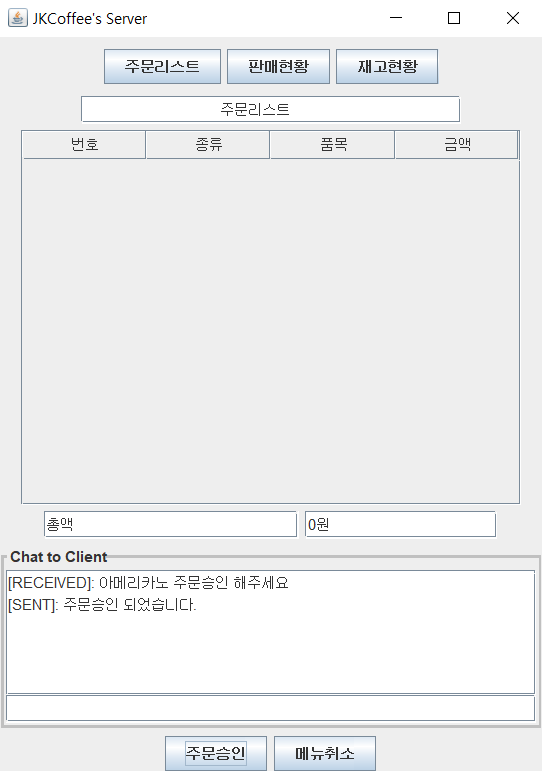 JKCoffee's Server
주문리스트 판매현황 재고현황
주문리스트
번호 종류 품목 금액
총액 0원
Chat to Client
[RECEIVED]: 아메리카노 주문승인 해주세요
[SENT]: 주문승인 되었습니다.
주문승인 메뉴취소